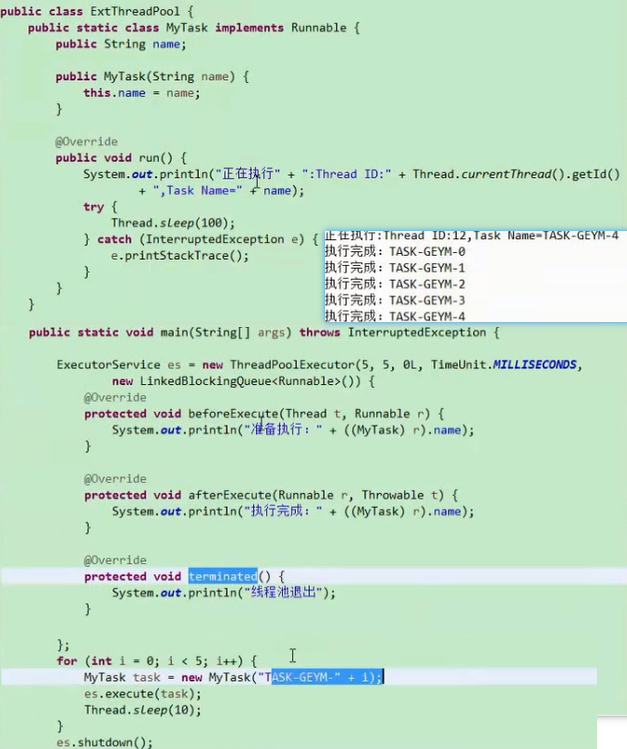 public class ExtThreadPool {
public static class MyTask implements Runnable {
public String name;
public MyTask(String name) {
this.name = name;
}
@Override
public void run() {
System.out.println("正在执行" + ":Thread ID:" + Thread.currentThread().getId()
+ ",Task Name=" + name);
try {
Thread.sleep(100);
} catch (InterruptedException e) {
e.printStackTrace();
}
}
}
正在执行:Thread ID:12,Task Name=TASK-GEYM-4
执行完成：TASK-GEYM-0
执行完成：TASK-GEYM-1
执行完成：TASK-GEYM-2
执行完成：TASK-GEYM-3
执行完成：TASK-GEYM-4
public static void main(String[] args) throws InterruptedException {
ExecutorService es = new ThreadPoolExecutor(5, 5, 0L, TimeUnit.MILLISECONDS,
new LinkedBlockingQueue<Runnable>()) {
@Override
protected void beforeExecute(Thread t, Runnable r) {
System.out.println("准备执行：" + ((MyTask) r).name);
}
@Override
protected void afterExecute(Runnable r, Throwable t) {
System.out.println("执行完成：" + ((MyTask) r).name);
}
@Override
protected void terminated() {
System.out.println("线程池退出");
}
};
for (int i = 0; i < 5; i++) {
MyTask task = new MyTask("TASK-GEYM-" + i);
es.execute(task);
Thread.sleep(10);
}
es.shutdown();